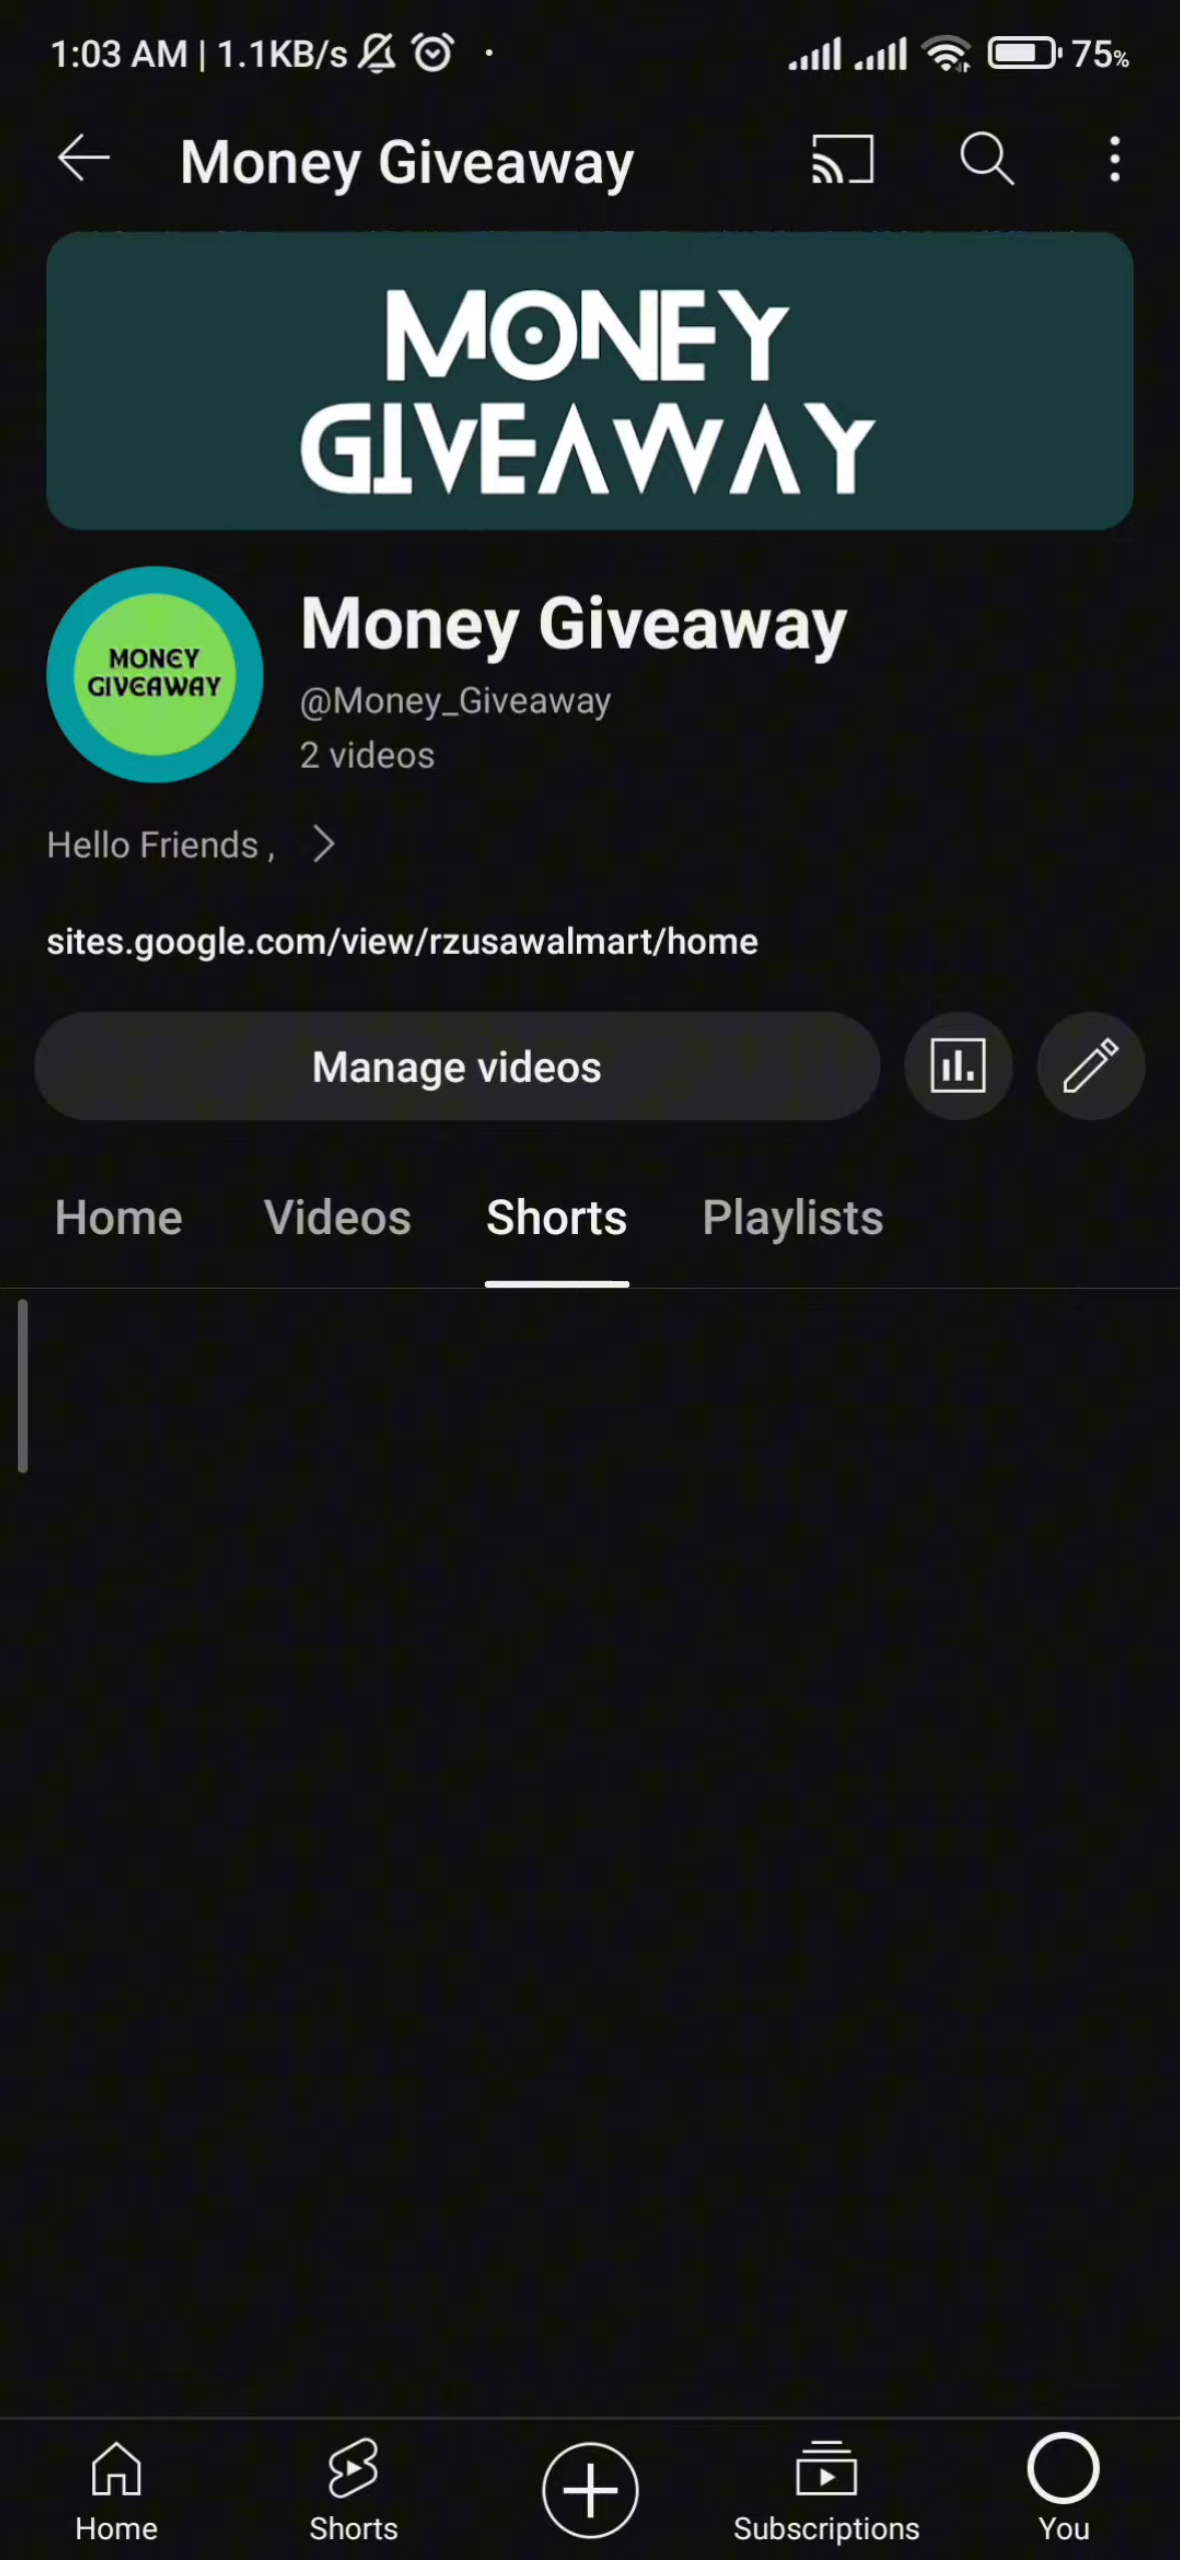 1:03 AM | 1.1KB/s
75%
Money Giveaway
MONEY
GIVEAWAY
MONEY
GIVEAWAY
Money Giveaway
@Money_Giveaway
2 videos
Hello Friends ,
sites.google.com/view/rzusawalmart/home
Manage videos
Home Videos Shorts Playlists
Home Shorts Subscriptions You